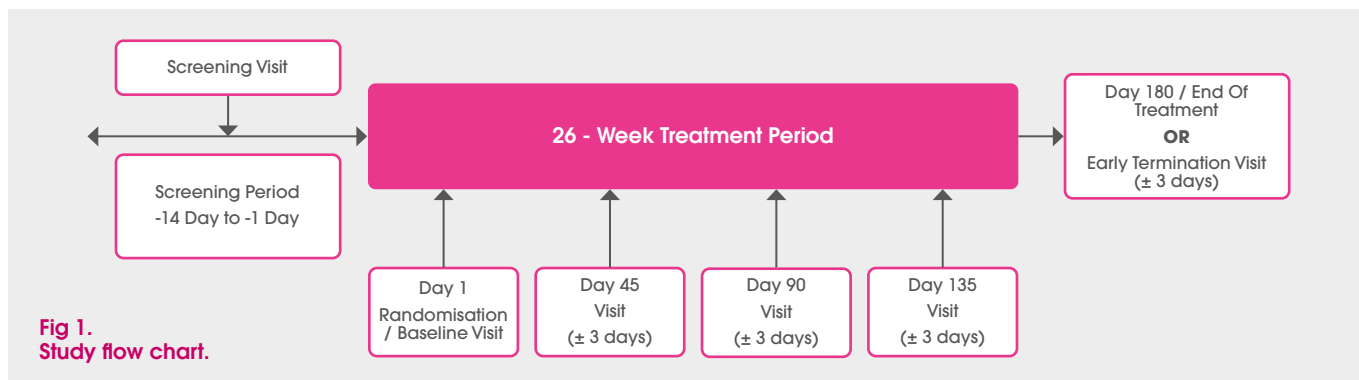 Screening Visit
Screening Period
-14 Day to -1 Day
26 - Week Treatment Period
Day 1
Randomisation
/ Baseline Visit
Day 45
Visit
(± 3 days)
Day 90
Visit
(± 3 days)
Day 135
Visit
(± 3 days)
Day 180 / End Of
Treatment
OR
Early Termination Visit
(± 3 days)
Fig 1.
Study flow chart.